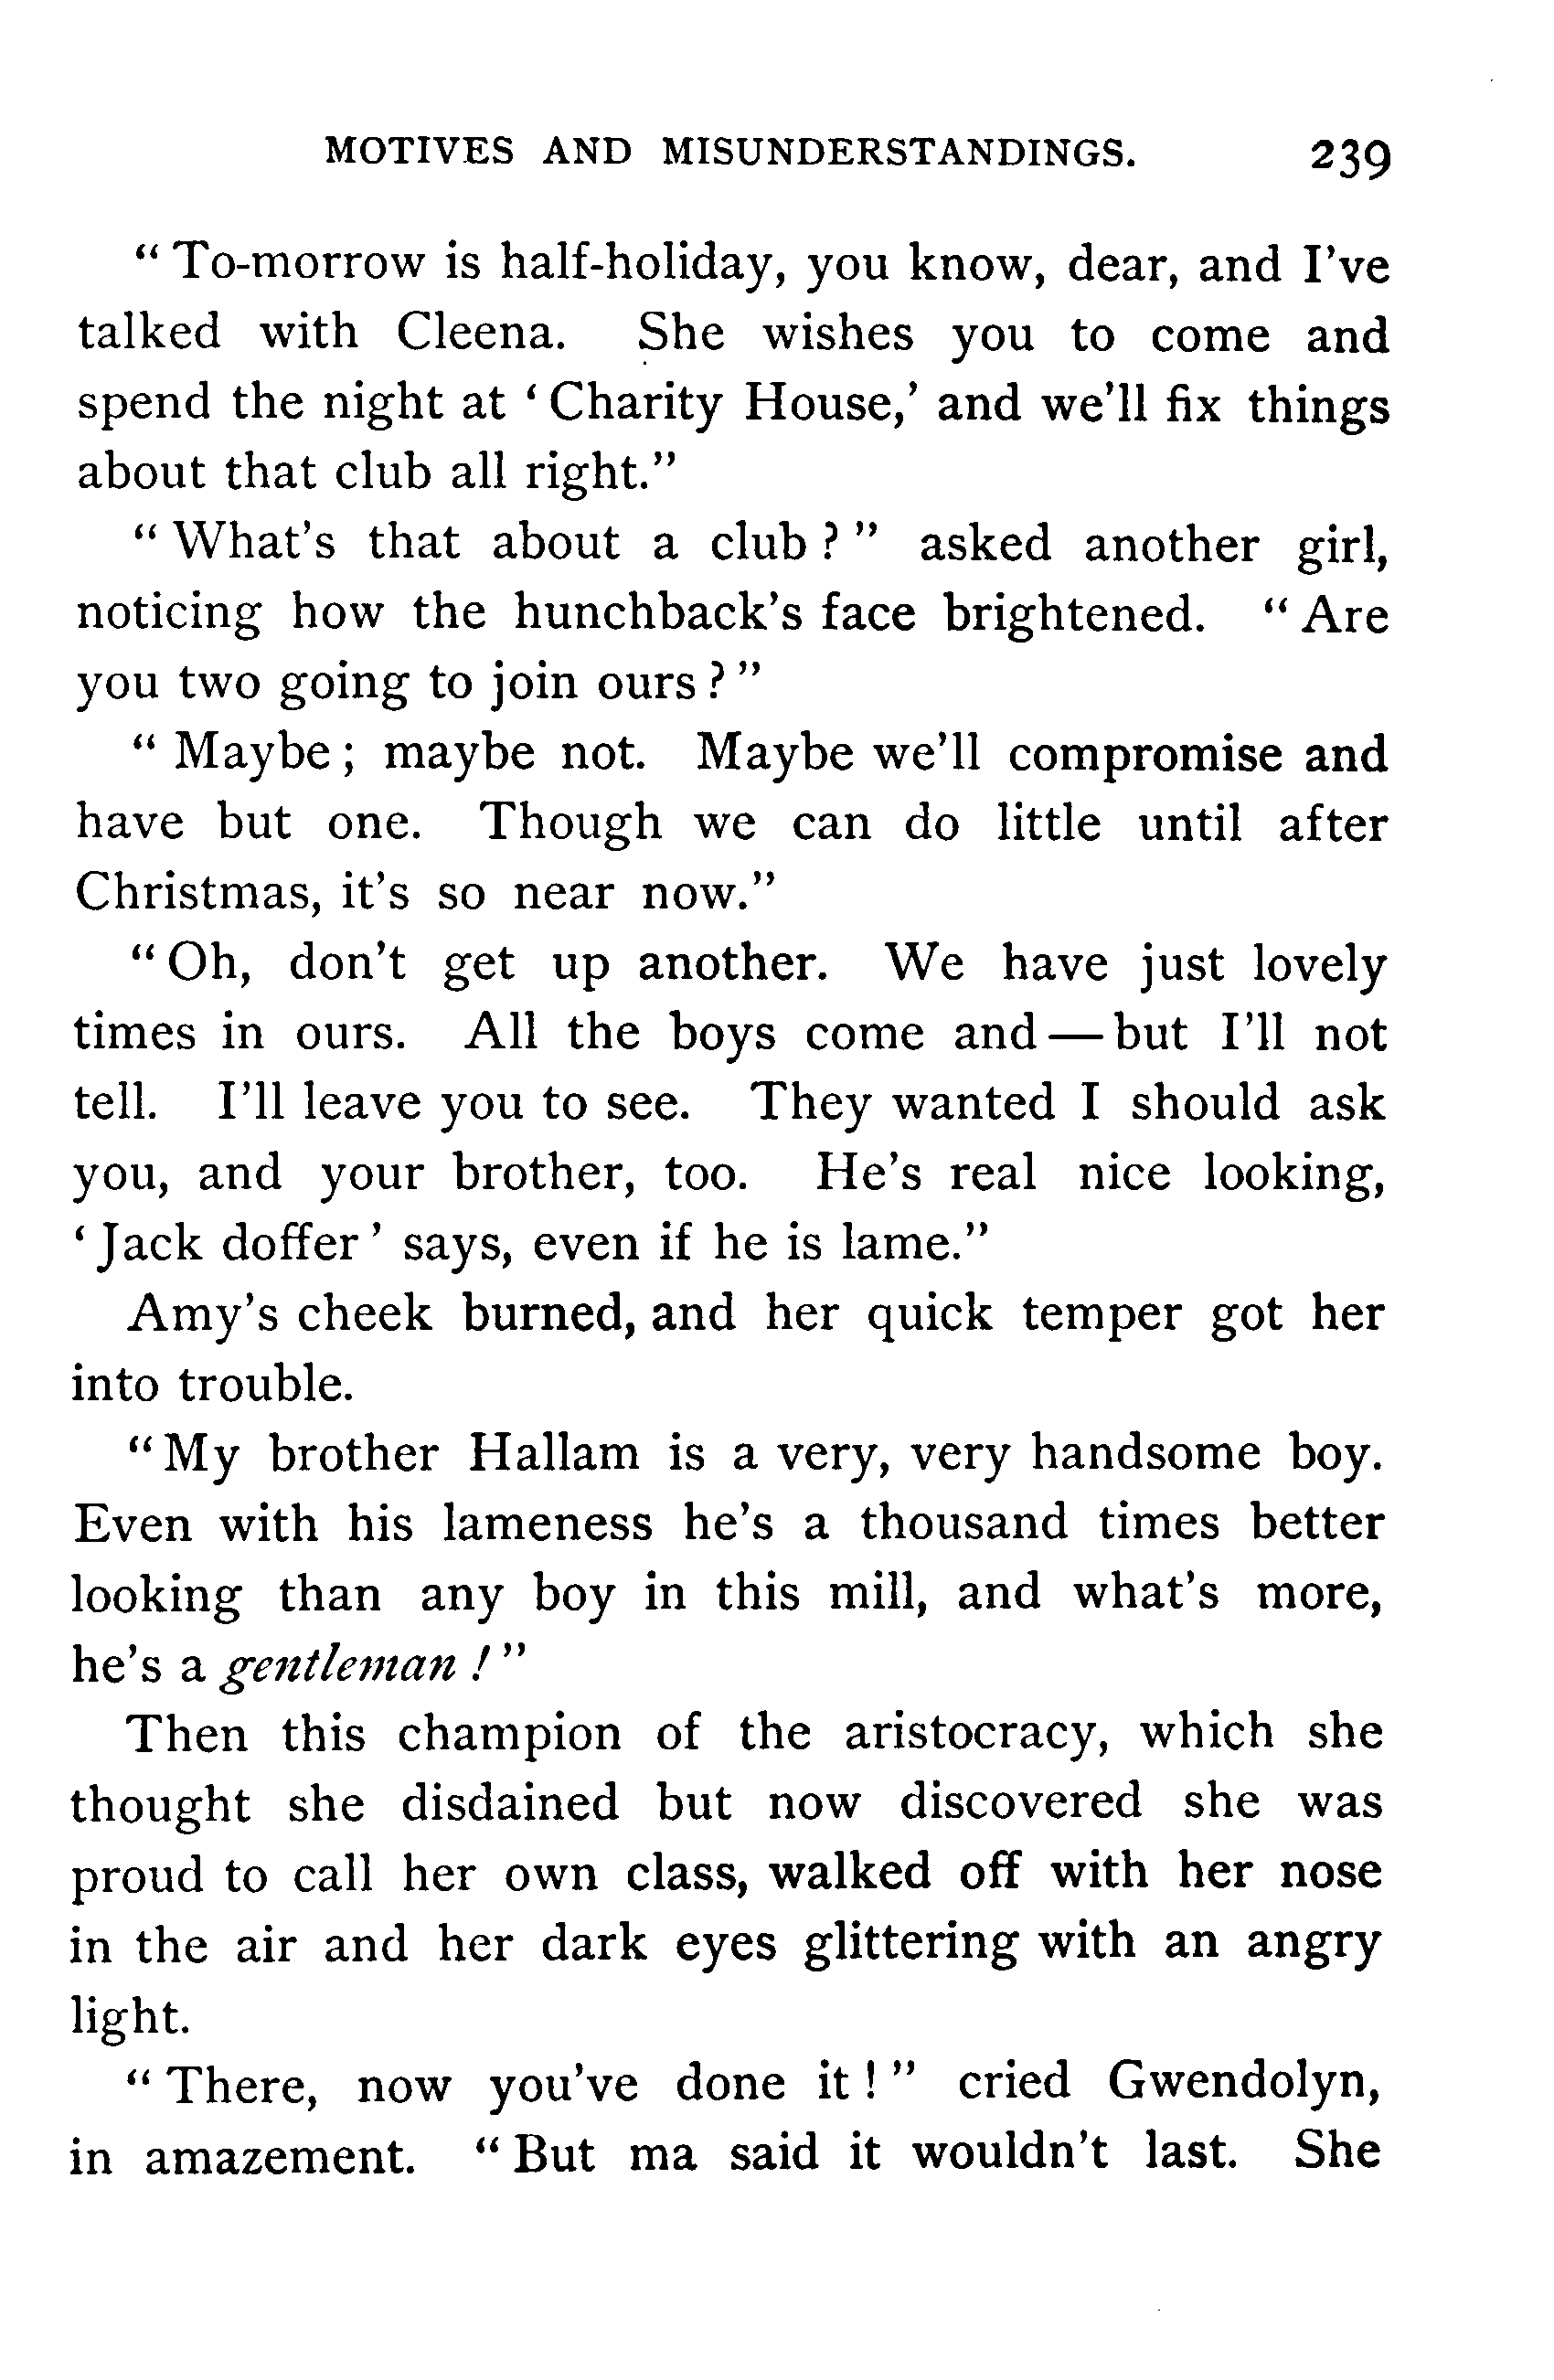 MOTIVES AND MISUNDERSTANDINGS. 239
“ To-morrow is half-holiday, you know, dear, and I’ve
talked with Cleena. She wishes you to come and
spend the night at ‘ Charity House,’ and we’ll fix things
about that club all right.”
“ What’s that about a club ? ” asked another girl,
noticing how the hunchback’s face brightened. “ Are
you two going to join ours ? ”
“ Maybe ; maybe not. Maybe we’ll compromise and
have but one. Though we can do little until after
Christmas, it’s so near now.”
“ Oh, don’t get up another. We have just lovely
times in ours. All the boys come and — but I’ll not
tell. I’ll leave you to see. They wanted I should ask
you, and your brother, too. He’s real nice looking,
‘ Jack doffer ’ says, even if he is lame.”
Amy’s cheek burned, and her quick temper got her
into trouble.
“ My brother Hallam is a very, very handsome boy.
Even with his lameness he’s a thousand times better
looking than any boy in this mill, and what’s more,
he’s a gentleman ! ”
Then this champion of the aristocracy, which she
thought she disdained but now discovered she was
proud to call her own class, walked off with her nose
in the air and her dark eyes glittering with an angry
light.
“ There, now you’ve done it ! ” cried Gwendolyn,
in amazement. “ But ma said it wouldn’t last. She